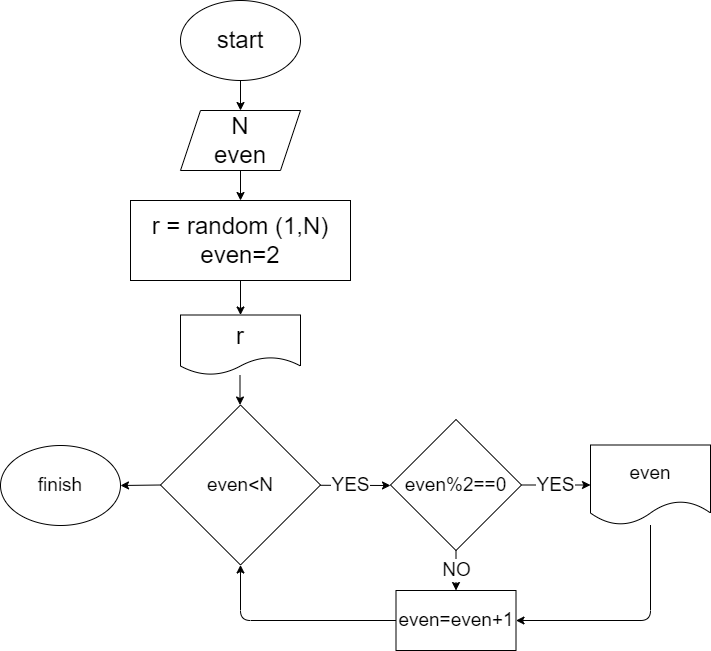 start
N
even
r = random (1,N)
even=2
r
finish
even<N
YES
even%2==0
YES
even
NO
even=even+1